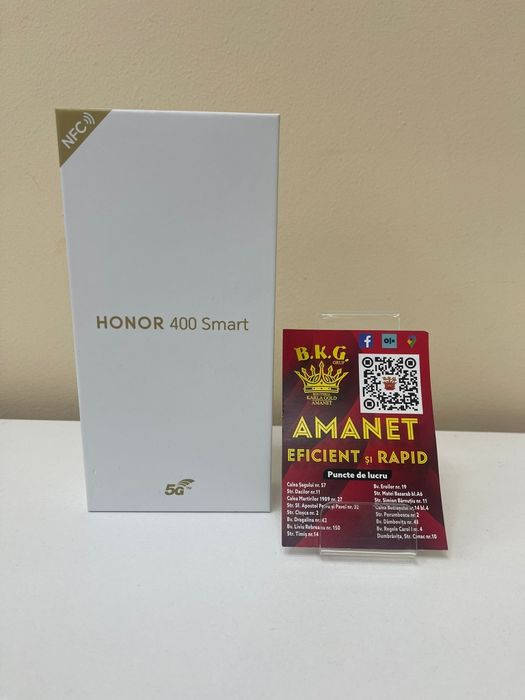 NFC
HONOR 400 Smart
5G
B.K.G.
GRUP
KARLA GOLD
AMANET
AMANET
EFICIENT și RAPID
Puncte de lucru
Calea Șagului nr. 57
Str. Dacilor nr.11
Calea Martirilor 1989 nr. 27
Str. Sf. Apostol Petru și Pavel nr. 32
Str. Cloșca nr. 2
Bv. Dragalina nr. 42
Bv. Liviu Rebreanu nr. 150
Str. Timiș nr.14
Bv. Eroilor nr. 19
Str. Matei Basarab bl.A6
Str. Simion Bărnuțiu nr. 11
Calea Buziașului nr.14 bl.4
Str. Porumbescu nr. 2
Bv. Dâmbovița nr. 43
Bv. Regele Carol I nr. 4
Dumbrăvița, Str. Conac nr.10